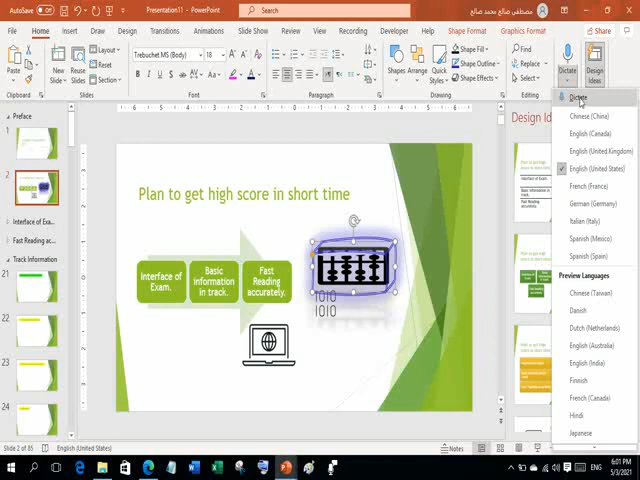 AutoSave Off
Presentation11 - PowerPoint
Search
مصطفى صالح محمد صالح
File Home Insert Draw Design Transitions Animations Slide Show Review View Help Shape Format Graphics Format Share
Paste
New Slides
Reuse Slides
Layout
Reset
Section
Trebuchet MS (Body) 18
Shapes
Arrange
Quick Styles
Shape Fill
Shape Outline
Shape Effects
Find
Replace
Select
Dictate
Design Ideas
Clipboard Slides Font Paragraph Drawing Editing
Dictate
Chinese (China)
English (Canada)
English (United Kingdom)
English (United States)
French (France)
German (Germany)
Italian (Italy)
Spanish (Mexico)
Spanish (Spain)
Preview Languages
Chinese (Taiwan)
Danish
Dutch (Netherlands)
English (Australia)
English (India)
Finnish
French (Canada)
Hindi
Japanese
Preface
1
2
Interface of Exa...
Fast Reading ac...
Track Information
21
22
23
24
Plan to get high score in short time
Interface of Exam.
Basic information in track.
Fast Reading accurately.
1010
1010
Design Id
Slide 2 of 85
English (United States)
Notes
ENG
6:01 PM
5/3/2021